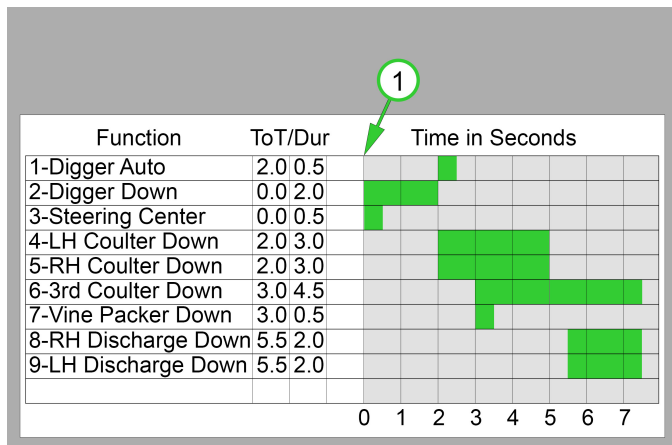 1
Function ToT/Dur Time in Seconds
1-Digger Auto 2.0 0.5
2-Digger Down 0.0 2.0
3-Steering Center 0.0 0.5
4-LH Coulter Down 2.0 3.0
5-RH Coulter Down 2.0 3.0
6-3rd Coulter Down 3.0 4.5
7-Vine Packer Down 3.0 0.5
8-RH Discharge Down 5.5 2.0
9-LH Discharge Down 5.5 2.0
0 1 2 3 4 5 6 7